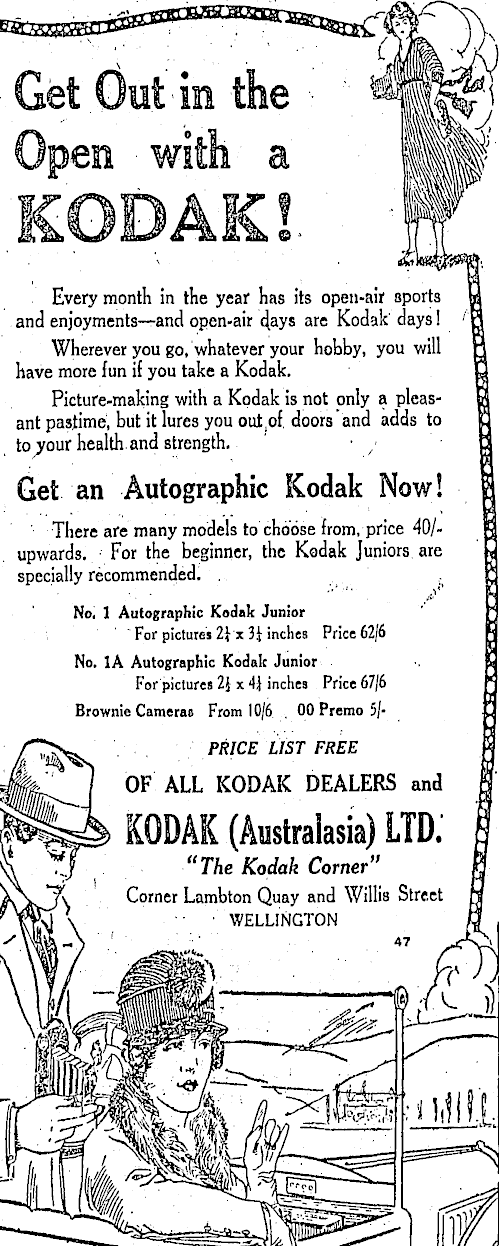 Get Out in the
Open with a
KODAK!
Every month in the year has its open-air sports
and enjoyments—and open-air days are Kodak days!
Wherever you go, whatever your hobby, you will
have more fun if you take a Kodak.
Picture-making with a Kodak is not only a pleas-
ant pastime, but it lures you out of doors and adds to
to your health and strength.
Get an Autographic Kodak Now!
There are many models to choose from, price 40/-
upwards. For the beginner, the Kodak Juniors are
specially recommended.
No. 1 Autographic Kodak Junior
For pictures 2¼ x 3¼ inches Price 62/6
No. 1A Autographic Kodak Junior
For pictures 2½ x 4¼ inches Price 67/6
Brownie Cameras From 10/6 00 Premo 5/-
PRICE LIST FREE
OF ALL KODAK DEALERS and
KODAK (Australasia) LTD.
"The Kodak Corner"
Corner Lambton Quay and Willis Street
WELLINGTON
47